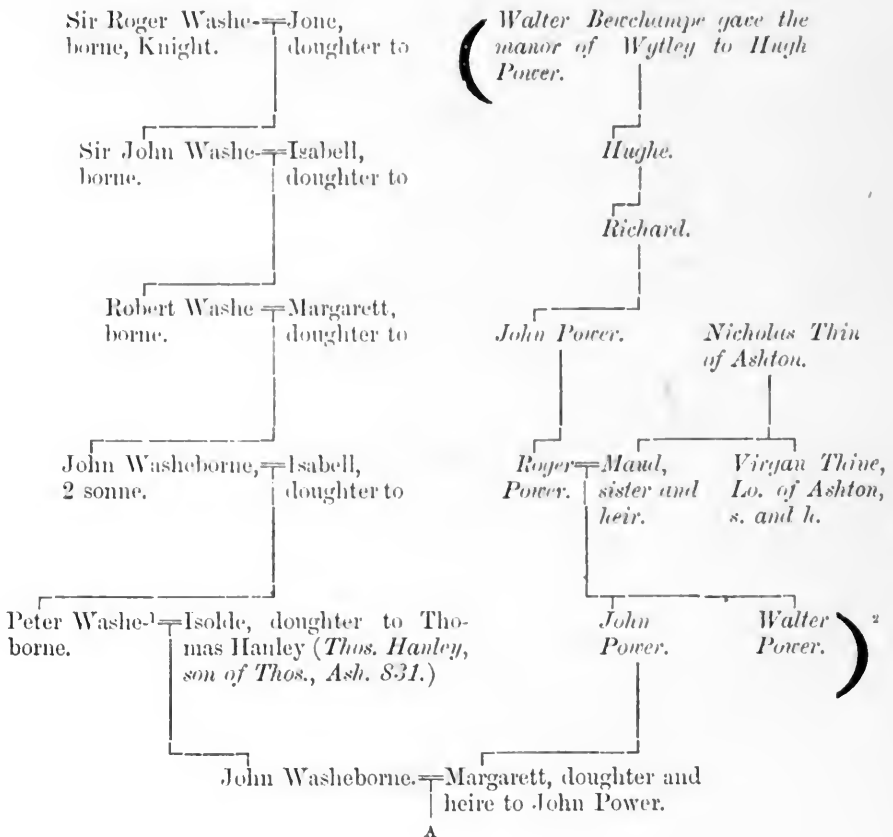 Sir Roger Washe-
borne, Knight.
Jone,
doughter to
Walter Bewchampe gave the
manor of Wytley to Hugh
Power.
Sir John Washe-
borne.
Isabell,
doughter to
Hughe.
Richard.
Robert Washe
borne.
Margarett,
doughter to
John Power.
Nicholas Thin
of Ashton.
John Washeborne,
2 sonne.
Isabell,
doughter to
Roger
Power.
Maud,
sister and
heir.
Virgan Thine,
Lo. of Ashton,
s. and h.
Peter Washe-¹
borne.
Isolde, doughter to Tho-
mas Hanley (Thos. Hanley,
son of Thos., Ash. 831.)
John
Power.
Walter
Power.
2
John Washeborne.
Margarett, doughter and
heire to John Power.
A